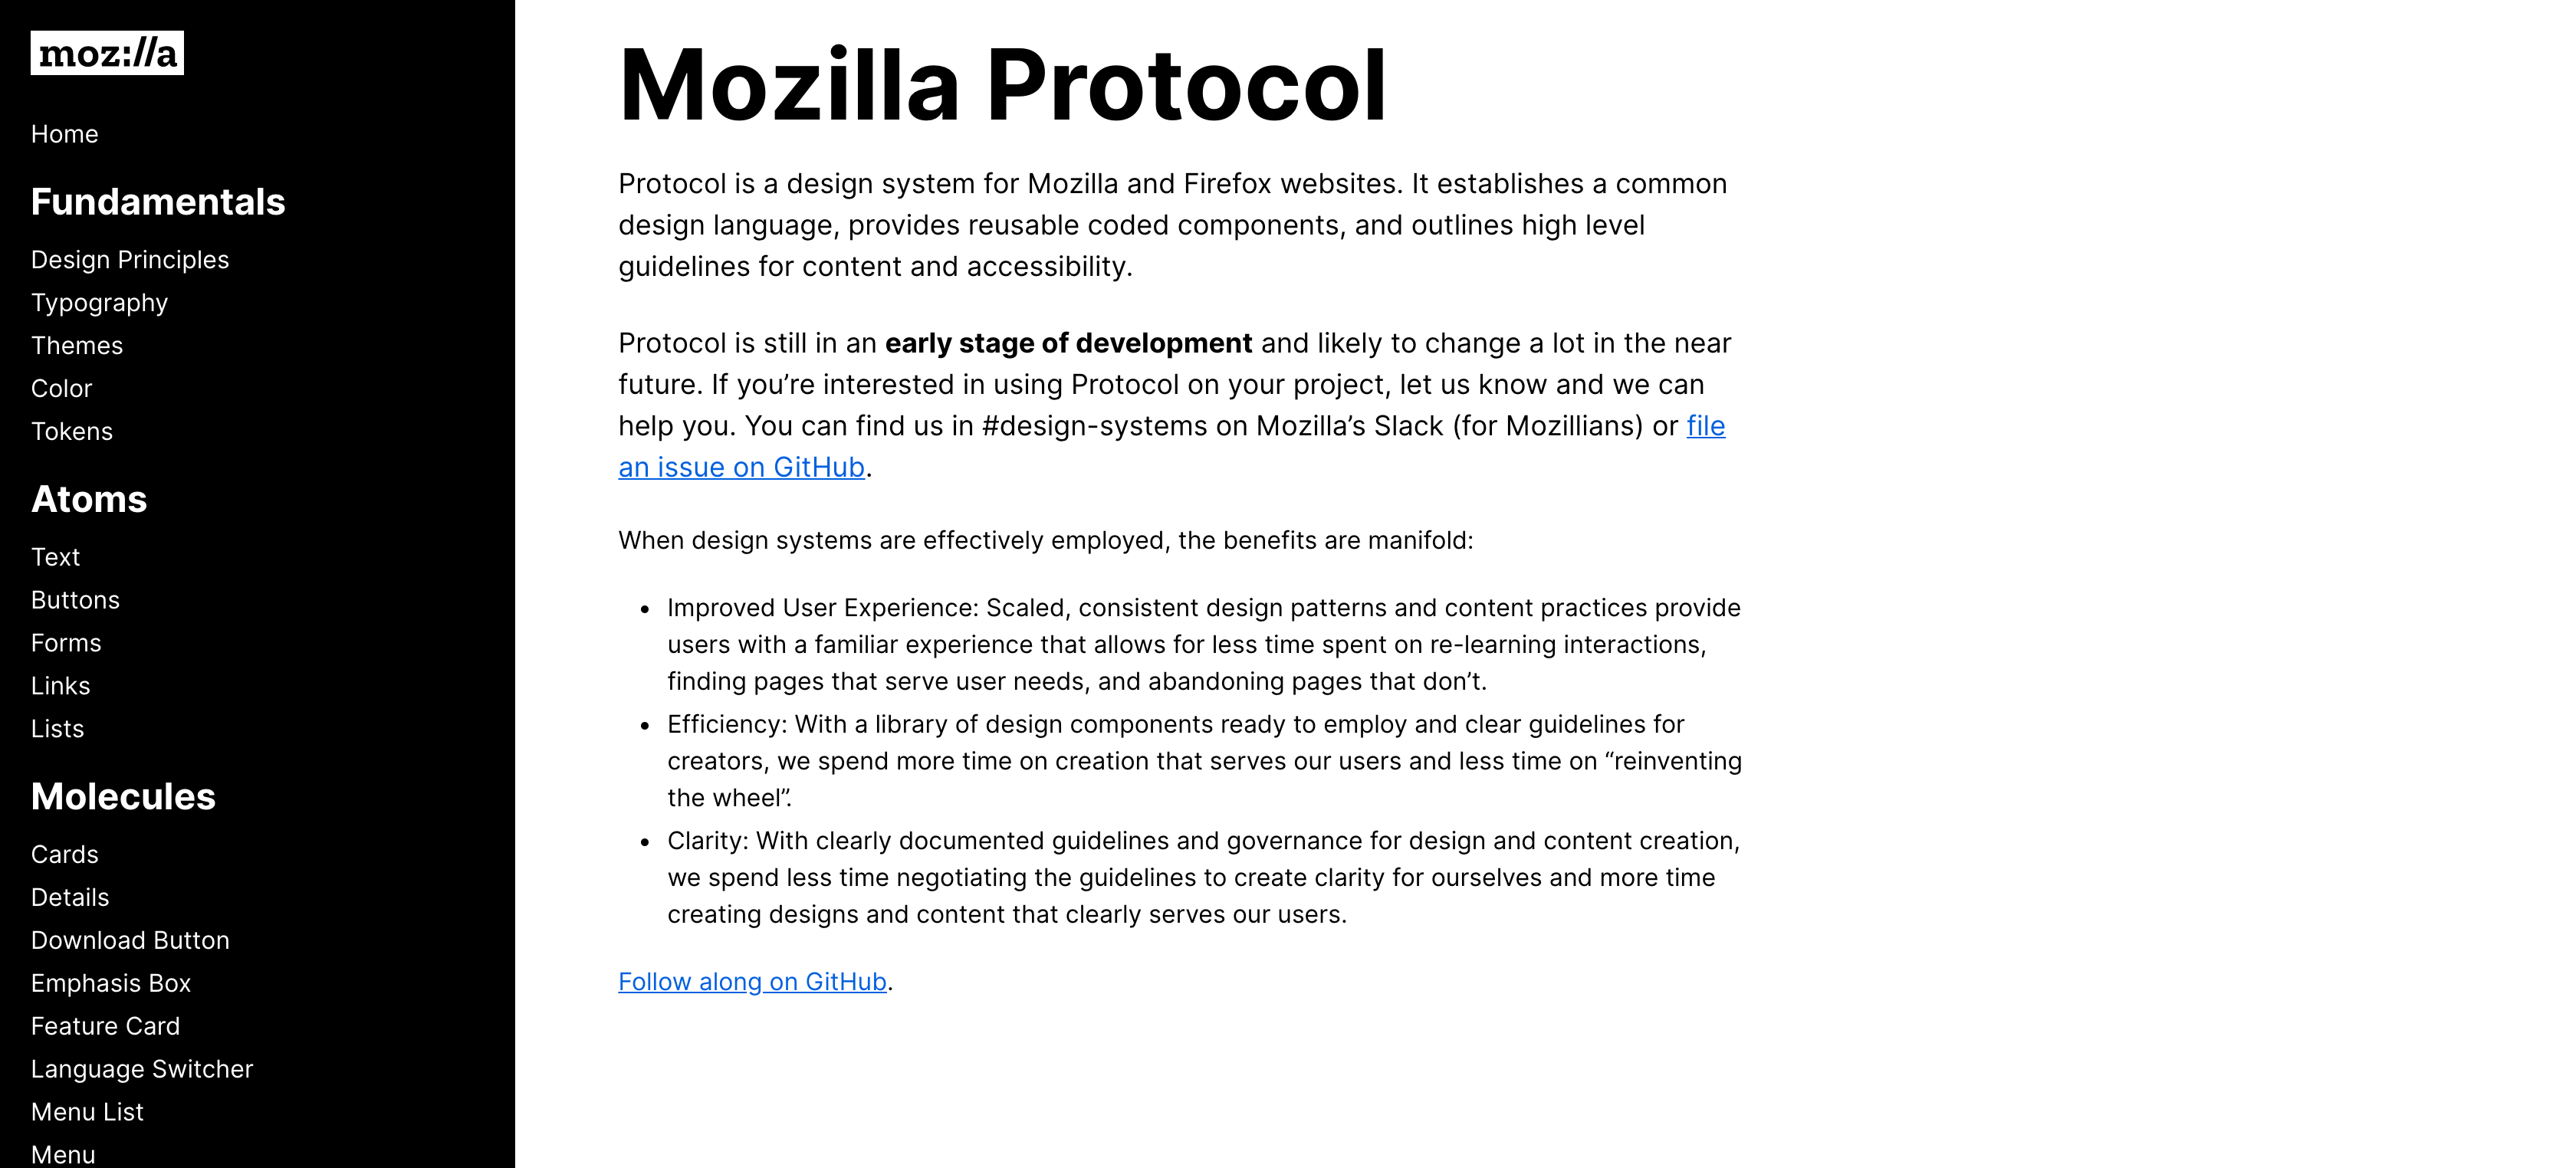 moz://a
Home
Fundamentals
Design Principles
Typography
Themes
Color
Tokens
Atoms
Text
Buttons
Forms
Links
Lists
Molecules
Cards
Details
Download Button
Emphasis Box
Feature Card
Language Switcher
Menu List
Menu
Mozilla Protocol
Protocol is a design system for Mozilla and Firefox websites. It establishes a common
design language, provides reusable coded components, and outlines high level
guidelines for content and accessibility.
Protocol is still in an early stage of development and likely to change a lot in the near
future. If you’re interested in using Protocol on your project, let us know and we can
help you. You can find us in #design-systems on Mozilla’s Slack (for Mozillians) or file
an issue on GitHub.
When design systems are effectively employed, the benefits are manifold:
• Improved User Experience: Scaled, consistent design patterns and content practices provide
users with a familiar experience that allows for less time spent on re-learning interactions,
finding pages that serve user needs, and abandoning pages that don’t.
• Efficiency: With a library of design components ready to employ and clear guidelines for
creators, we spend more time on creation that serves our users and less time on “reinventing
the wheel”.
• Clarity: With clearly documented guidelines and governance for design and content creation,
we spend less time negotiating the guidelines to create clarity for ourselves and more time
creating designs and content that clearly serves our users.
Follow along on GitHub.